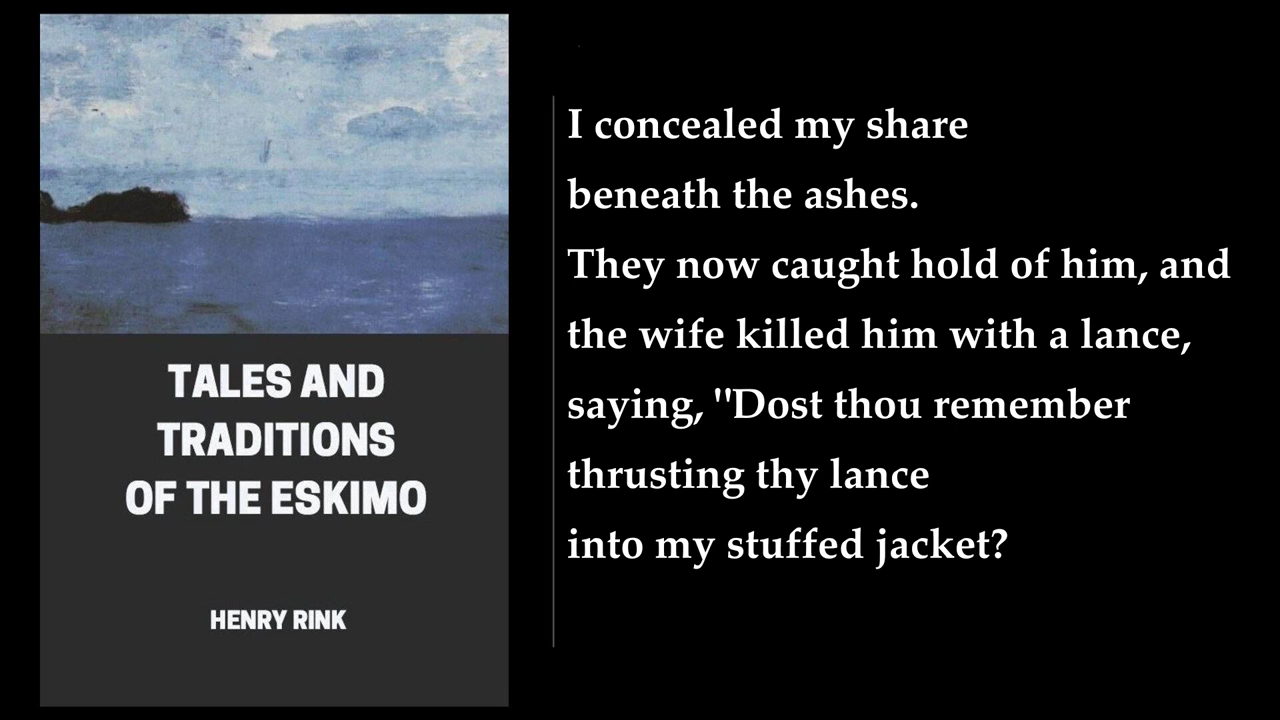 TALES AND
TRADITIONS
OF THE ESKIMO
HENRY RINK
I concealed my share
beneath the ashes.
They now caught hold of him, and
the wife killed him with a lance,
saying, "Dost thou remember
thrusting thy lance
into my stuffed jacket?